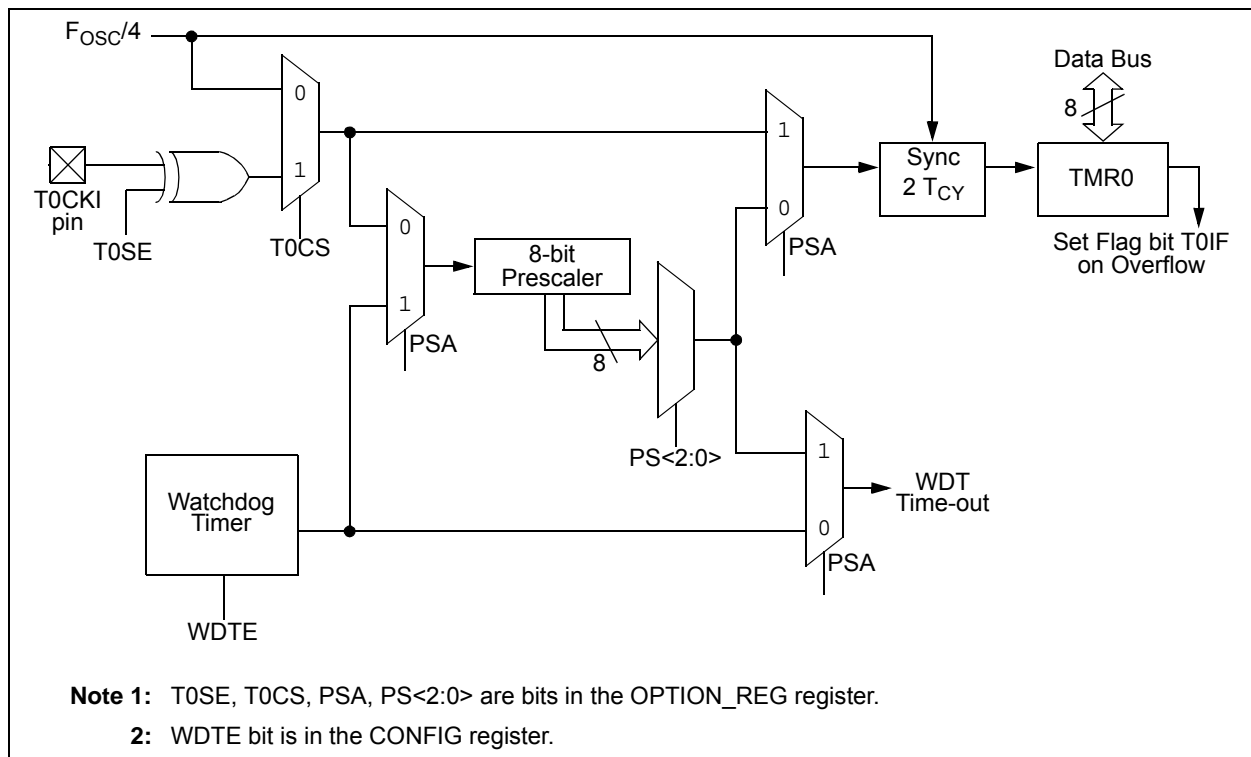 F_OSC/4
Data Bus
0
1
8
1
Sync
2 T_CY
TMR0
T0CKI
pin
T0SE
T0CS
0
8-bit
Prescaler
0
PSA
Set Flag bit T0IF
on Overflow
1
PSA
8
PS<2:0>
1
WDT
Time-out
Watchdog
Timer
0
PSA
WDTE
Note 1: T0SE, T0CS, PSA, PS<2:0> are bits in the OPTION_REG register.
2: WDTE bit is in the CONFIG register.